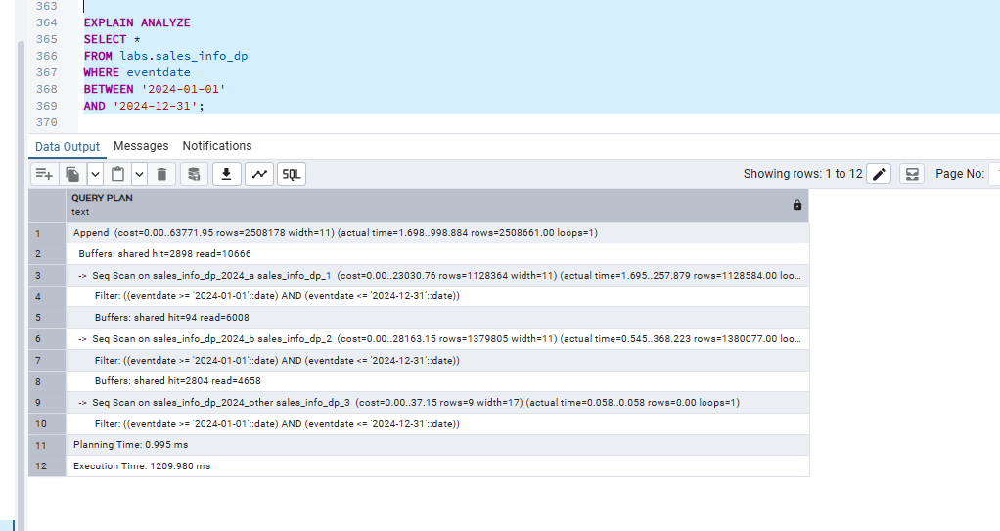 363
364 EXPLAIN ANALYZE
365 SELECT *
366 FROM labs.sales_info_dp
367 WHERE eventdate
368 BETWEEN '2024-01-01'
369 AND '2024-12-31';
370
Data Output Messages Notifications
SQL Showing rows: 1 to 12 Page No: 1
QUERY PLAN
text
1 Append (cost=0.00..63771.95 rows=2508178 width=11) (actual time=1.698..998.884 rows=2508661.00 loops=1)
2 Buffers: shared hit=2898 read=10666
3 -> Seq Scan on sales_info_dp_2024_a sales_info_dp_1 (cost=0.00..23030.76 rows=1128364 width=11) (actual time=1.695..257.879 rows=1128584.00 loo...
4 Filter: ((eventdate >= '2024-01-01'::date) AND (eventdate <= '2024-12-31'::date))
5 Buffers: shared hit=94 read=6008
6 -> Seq Scan on sales_info_dp_2024_b sales_info_dp_2 (cost=0.00..28163.15 rows=1379805 width=11) (actual time=0.545..368.223 rows=1380077.00 loo...
7 Filter: ((eventdate >= '2024-01-01'::date) AND (eventdate <= '2024-12-31'::date))
8 Buffers: shared hit=2804 read=4658
9 -> Seq Scan on sales_info_dp_2024_other sales_info_dp_3 (cost=0.00..37.15 rows=9 width=17) (actual time=0.058..0.058 rows=0.00 loops=1)
10 Filter: ((eventdate >= '2024-01-01'::date) AND (eventdate <= '2024-12-31'::date))
11 Planning Time: 0.995 ms
12 Execution Time: 1209.980 ms